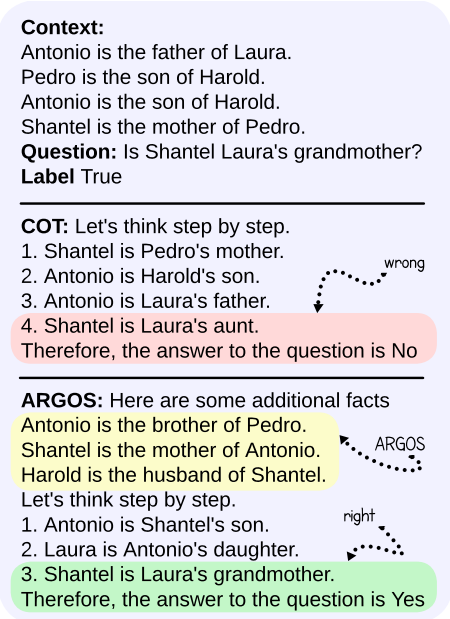 Context:
Antonio is the father of Laura.
Pedro is the son of Harold.
Antonio is the son of Harold.
Shantel is the mother of Pedro.
Question: Is Shantel Laura's grandmother?
Label True
COT: Let's think step by step.
1. Shantel is Pedro's mother.
2. Antonio is Harold's son.
wrong
3. Antonio is Laura's father.
4. Shantel is Laura's aunt.
Therefore, the answer to the question is No
ARGOS: Here are some additional facts
Antonio is the brother of Pedro.
Shantel is the mother of Antonio.
ARGOS
Harold is the husband of Shantel.
Let's think step by step.
1. Antonio is Shantel's son.
right
2. Laura is Antonio's daughter.
3. Shantel is Laura's grandmother.
Therefore, the answer to the question is Yes